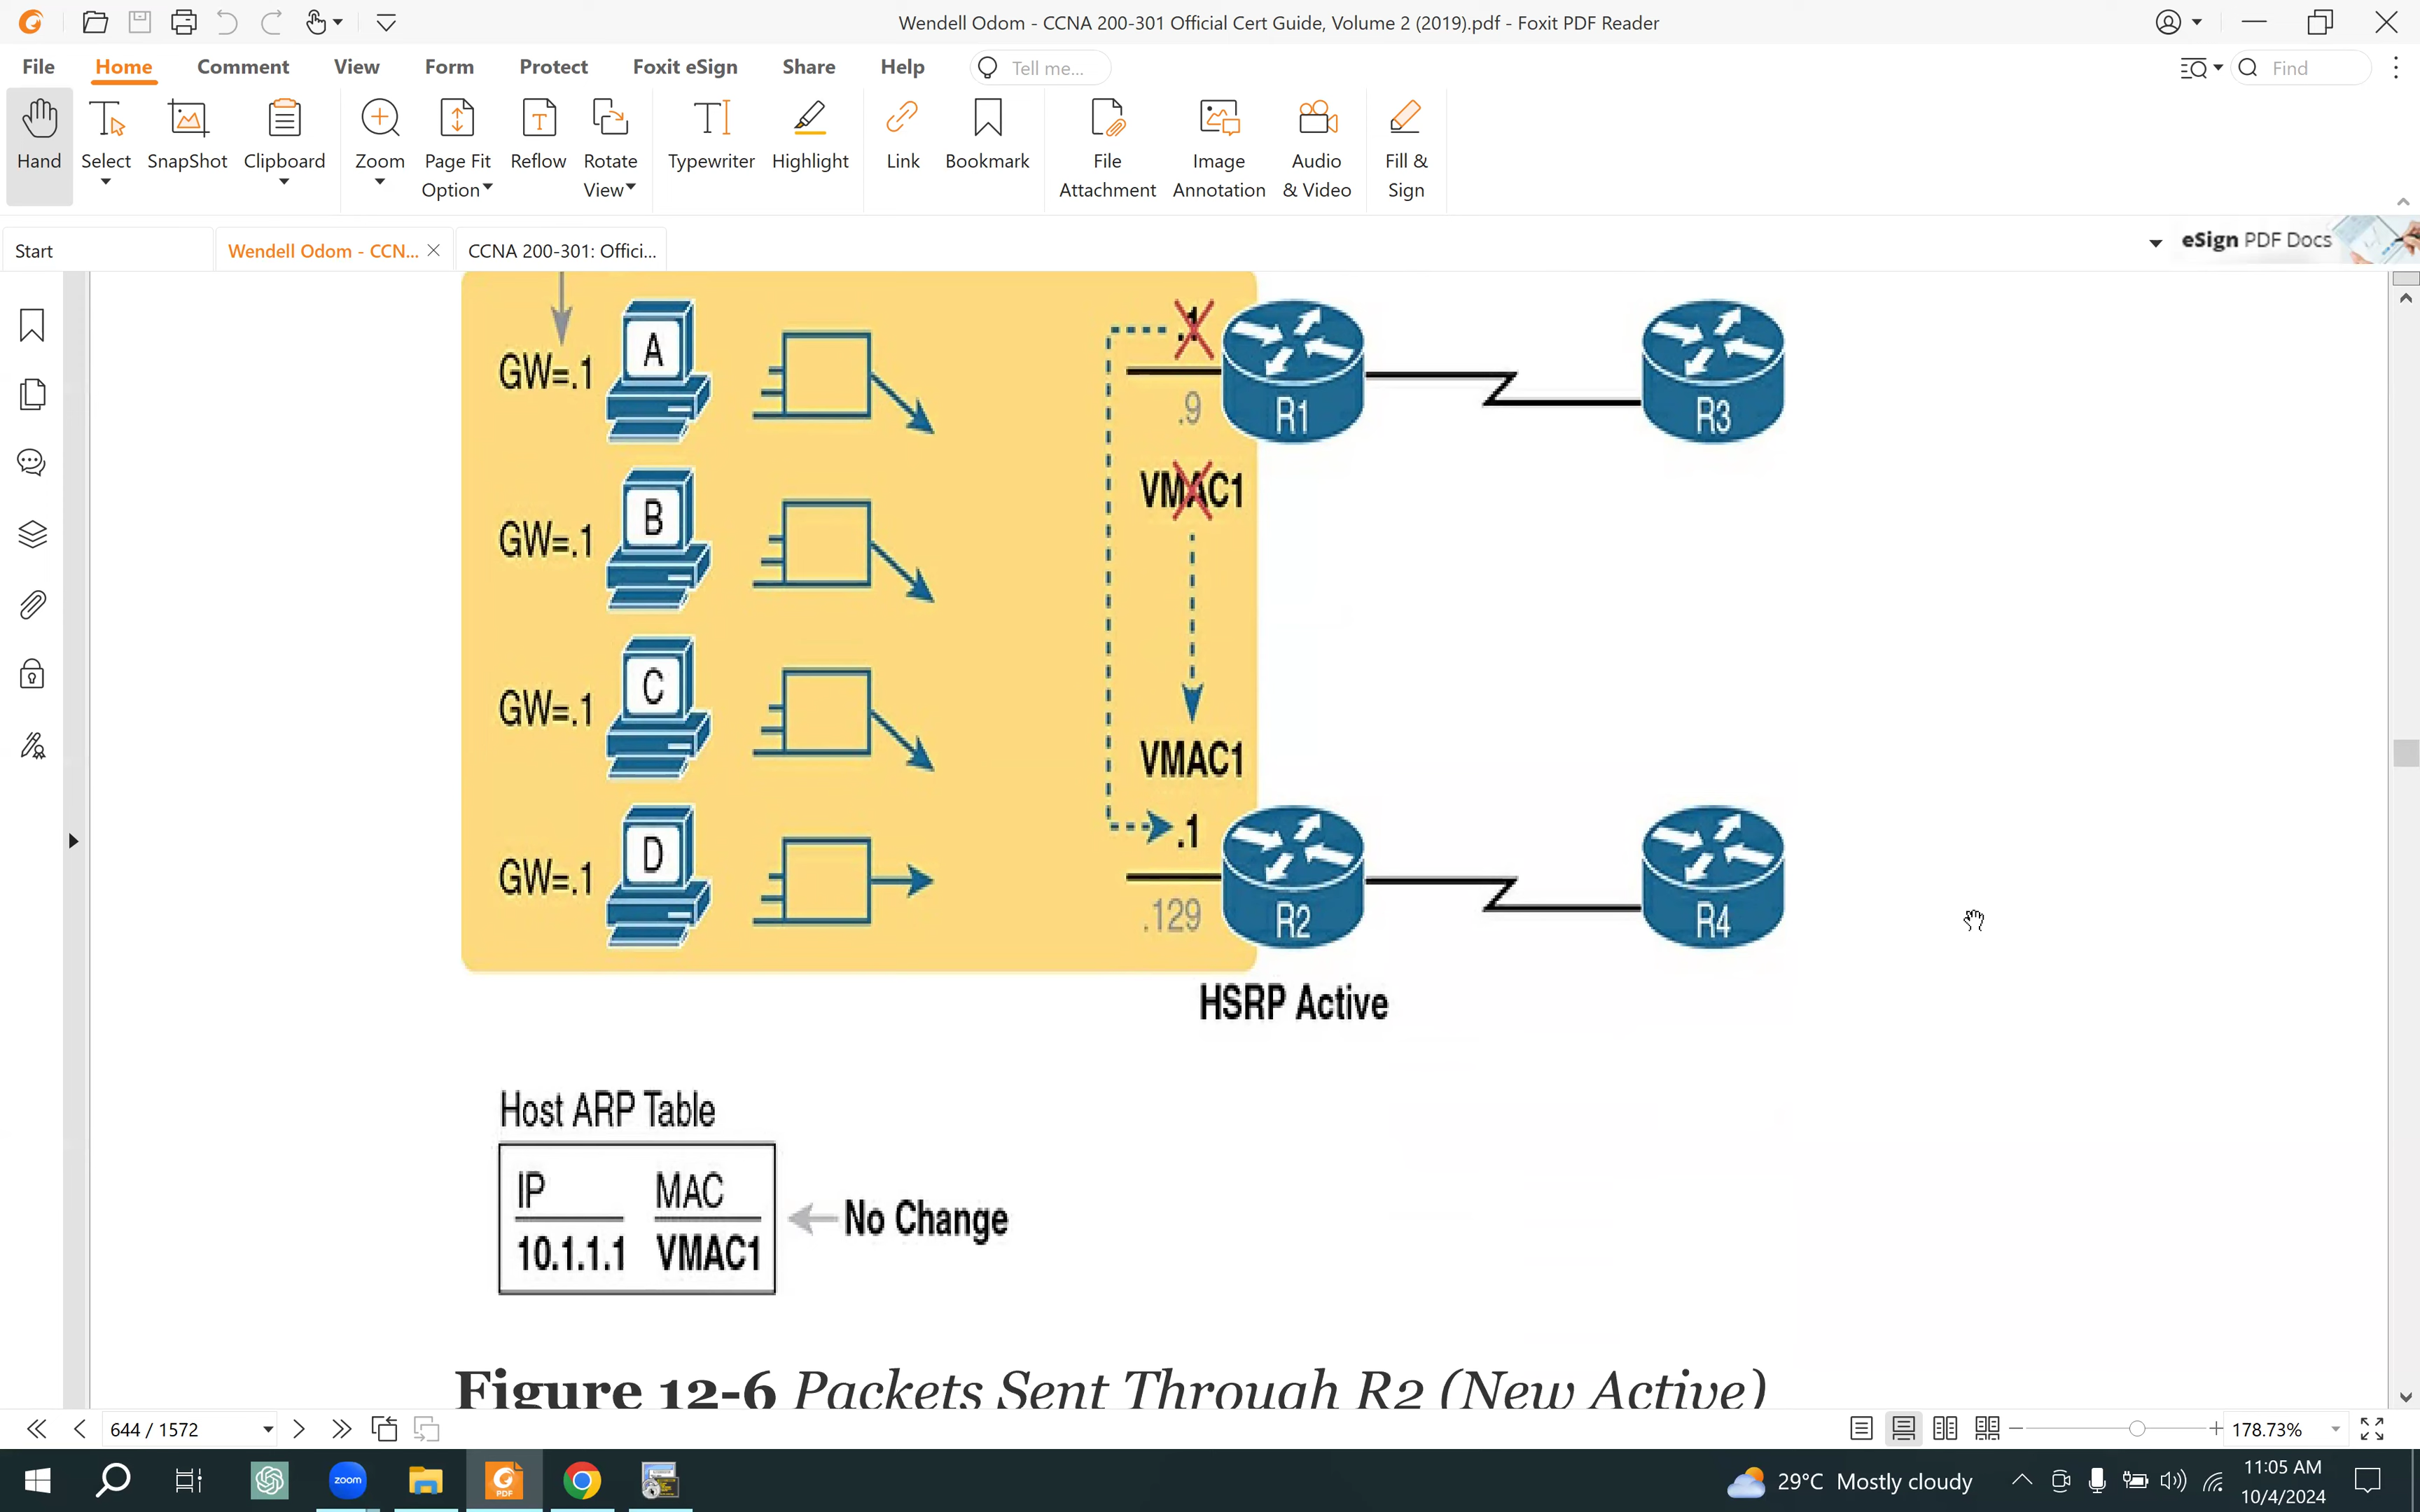 Wendell Odom - CCNA 200-301 Official Cert Guide, Volume 2 (2019).pdf - Foxit PDF Reader
File Home Comment View Form Protect Foxit eSign Share Help Tell me... Find
Hand Select SnapShot Clipboard Zoom Page Fit Option Reflow Rotate View Typewriter Highlight Link Bookmark File Attachment Image Annotation Audio & Video Fill & Sign
Start Wendell Odom - CCN... CCNA 200-301: Offici... eSign PDF Docs
GW=.1 A .1 R1 R3
.9
VMAC1
GW=.1 B
GW=.1 C
VMAC1
.1
GW=.1 D R2 R4
.129
HSRP Active
Host ARP Table
IP MAC
No Change
10.1.1.1 VMAC1
Figure 12-6 Packets Sent Through R2 (New Active)
644 / 1572 178.73%
zoom PDF 29°C Mostly cloudy 11:05 AM
10/4/2024